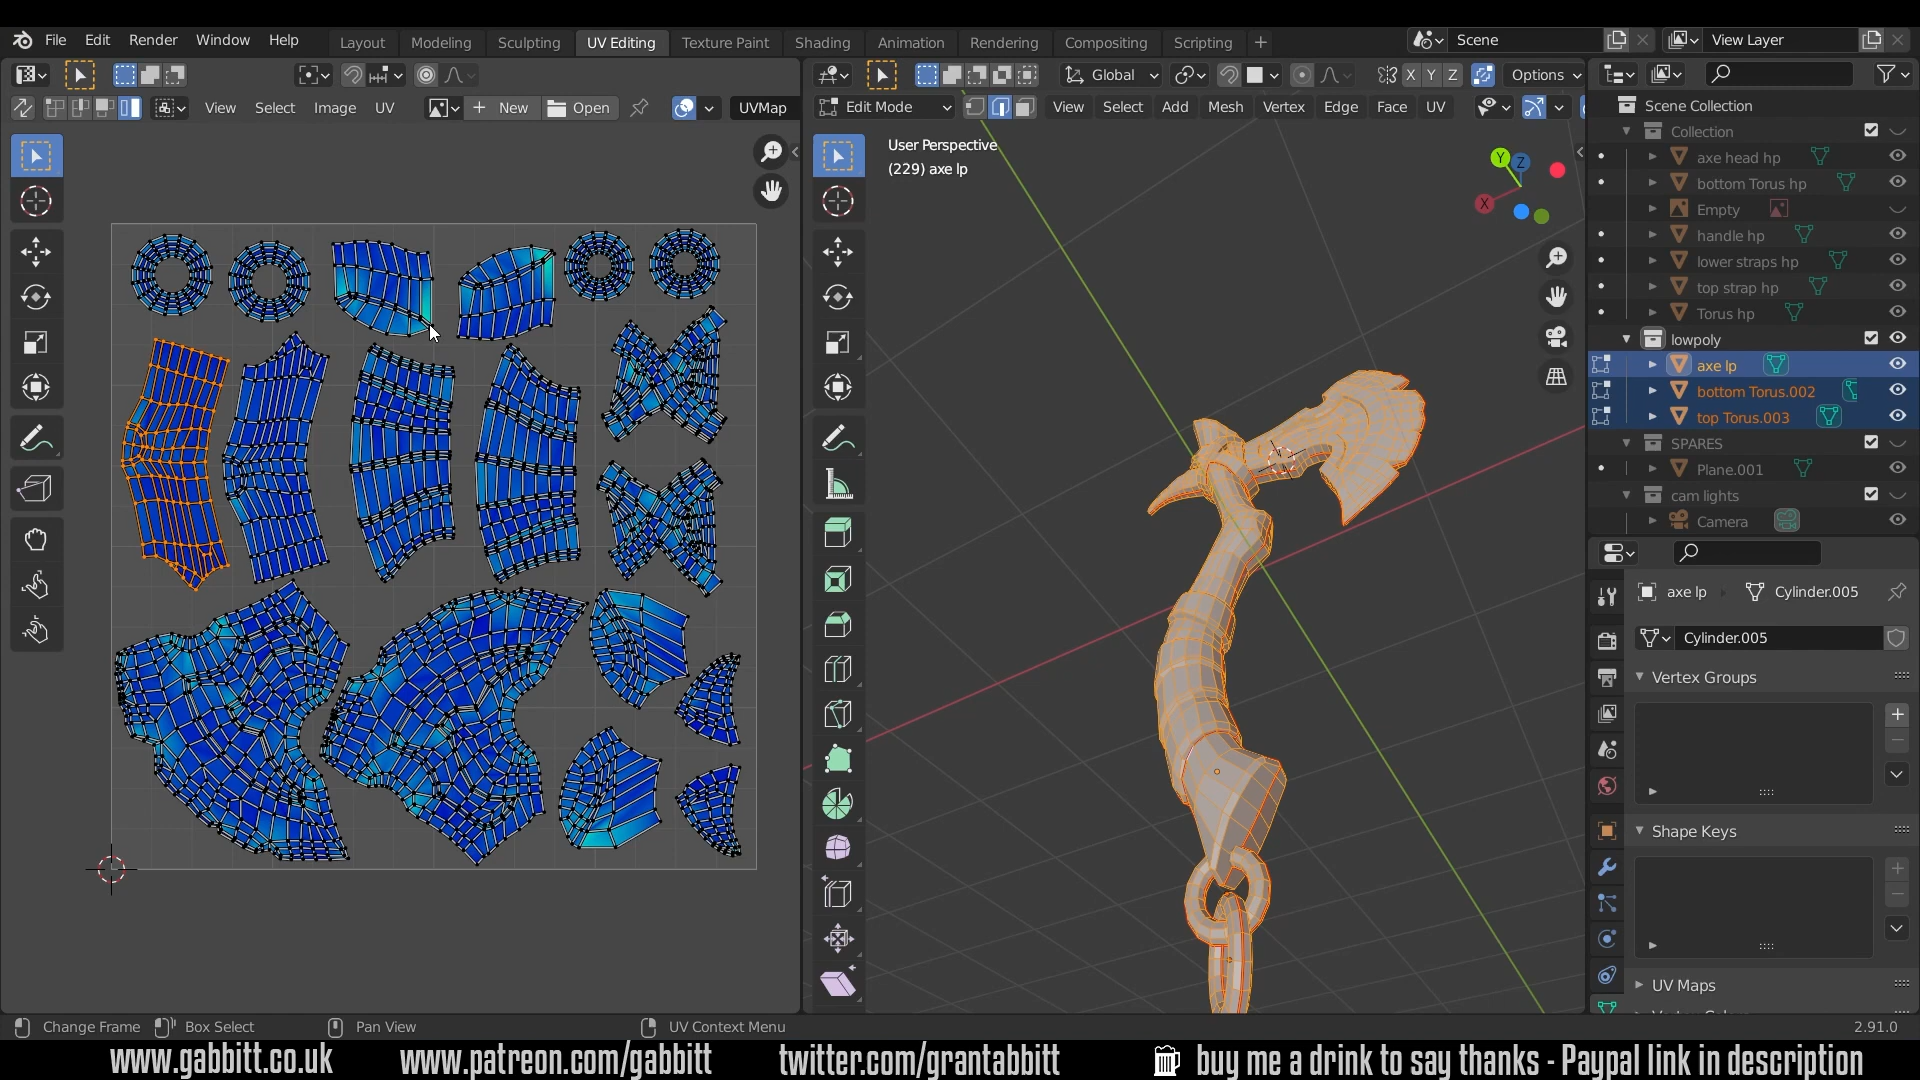 File Edit Render Window Help Layout Modeling Sculpting UV Editing Texture Paint Shading Animation Rendering Compositing Scripting + Scene View Layer
Global X Y Z Options
View Select Image UV New Open UVMap Edit Mode View Select Add Mesh Vertex Edge Face UV
User Perspective
(229) axe lp
Y Z
X
Scene Collection
Collection
axe head hp
bottom Torus hp
Empty
handle hp
lower straps hp
top strap hp
Torus hp
lowpoly
axe lp
bottom Torus.002
top Torus.003
SPARES
Plane.001
cam lights
Camera
axe lp Cylinder.005
Cylinder.005
Vertex Groups
Shape Keys
UV Maps
Change Frame Box Select Pan View UV Context Menu 2.91.0
www.gabbitt.co.uk www.patreon.com/gabbitt twitter.com/grantabbitt buy me a drink to say thanks - Paypal link in description